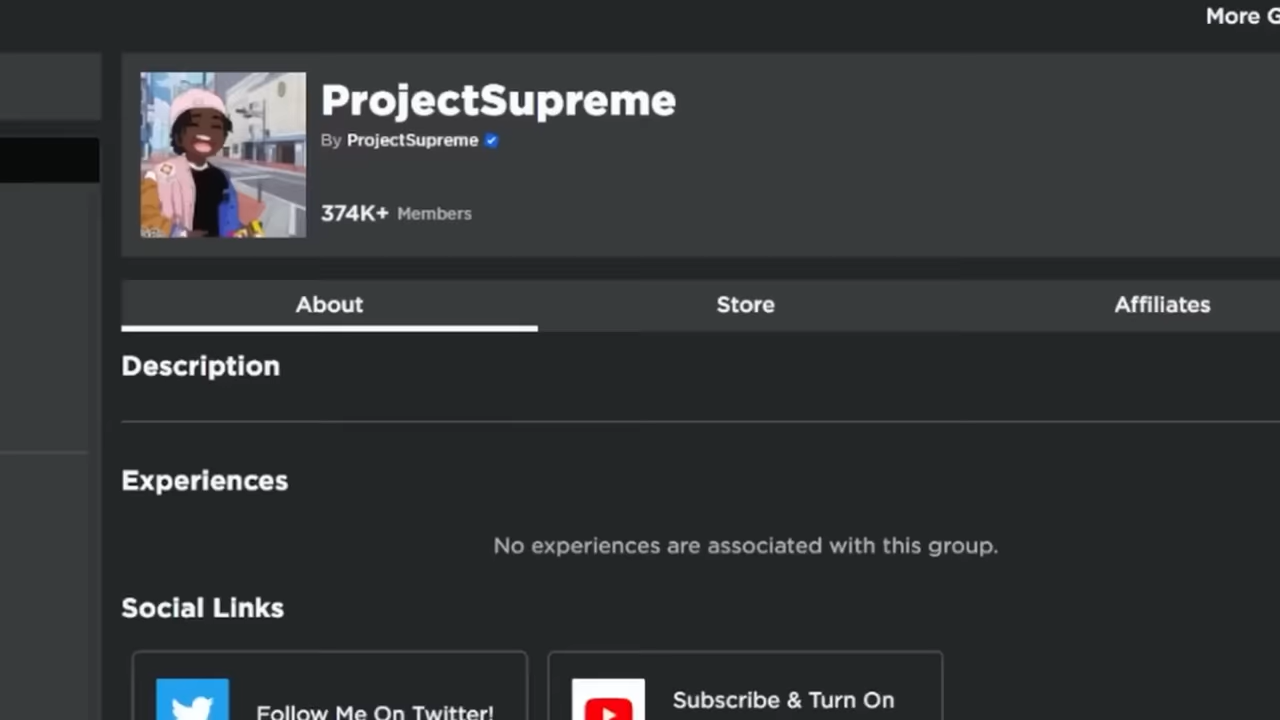 More G
ProjectSupreme
By ProjectSupreme
374K+ Members
About Store Affiliates
Description
Experiences
No experiences are associated with this group.
Social Links
Follow Me On Twitter!
Subscribe & Turn On